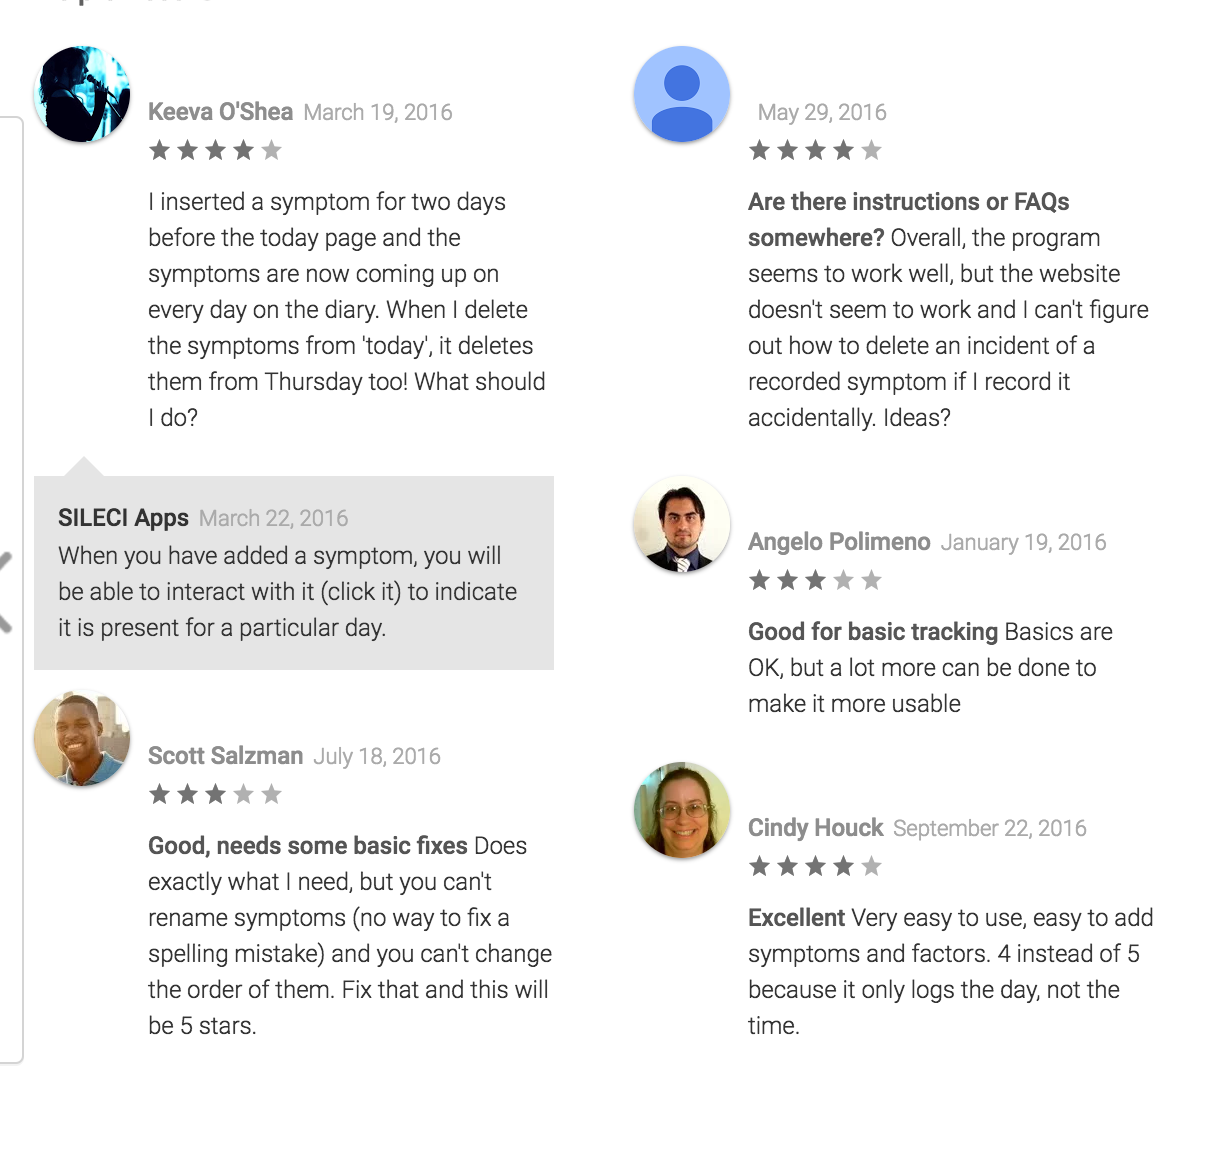 Keeva O'Shea March 19, 2016
I inserted a symptom for two days
before the today page and the
symptoms are now coming up on
every day on the diary. When I delete
the symptoms from 'today', it deletes
them from Thursday too! What should
I do?
SILECI Apps March 22, 2016
When you have added a symptom, you will
be able to interact with it (click it) to indicate
it is present for a particular day.
Scott Salzman July 18, 2016
Good, needs some basic fixes Does
exactly what I need, but you can't
rename symptoms (no way to fix a
spelling mistake) and you can't change
the order of them. Fix that and this will
be 5 stars.
May 29, 2016
Are there instructions or FAQs
somewhere? Overall, the program
seems to work well, but the website
doesn't seem to work and I can't figure
out how to delete an incident of a
recorded symptom if I record it
accidentally. Ideas?
Angelo Polimeno January 19, 2016
Good for basic tracking Basics are
OK, but a lot more can be done to
make it more usable
Cindy Houck September 22, 2016
Excellent Very easy to use, easy to add
symptoms and factors. 4 instead of 5
because it only logs the day, not the
time.